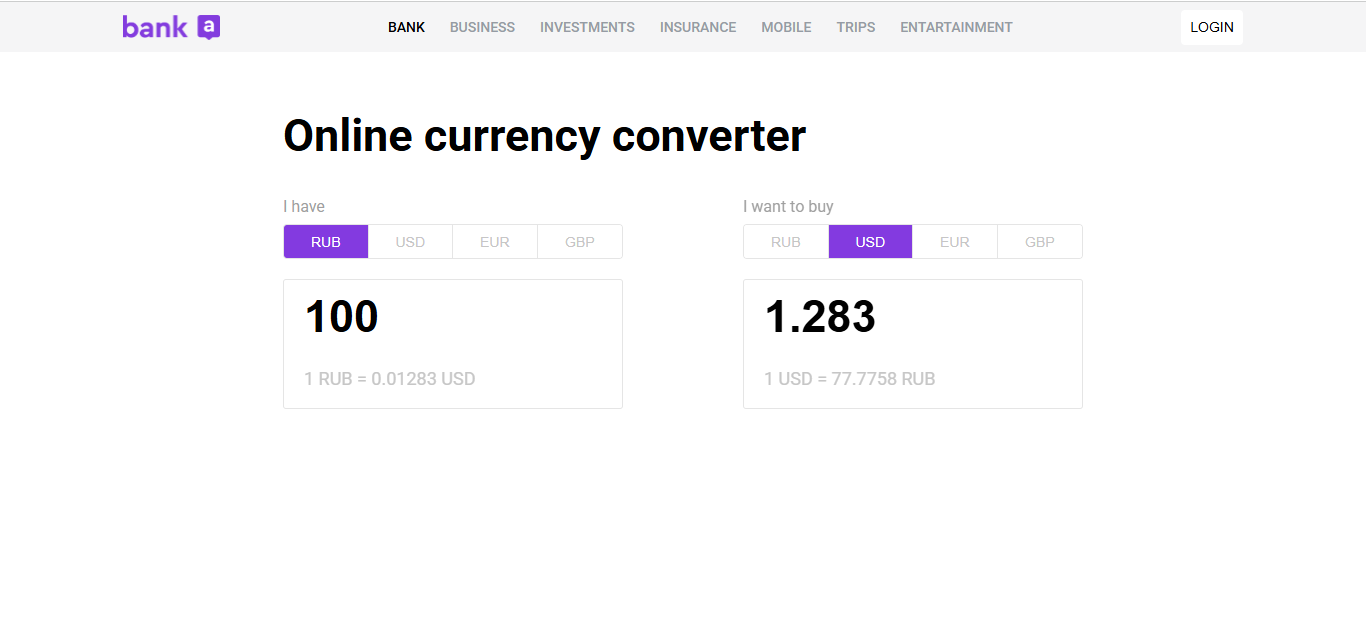 bank a
BANK BUSINESS INVESTMENTS INSURANCE MOBILE TRIPS ENTARTAINMENT LOGIN
Online currency converter
I have
RUB USD EUR GBP
100
1 RUB = 0.01283 USD
I want to buy
RUB USD EUR GBP
1.283
1 USD = 77.7758 RUB